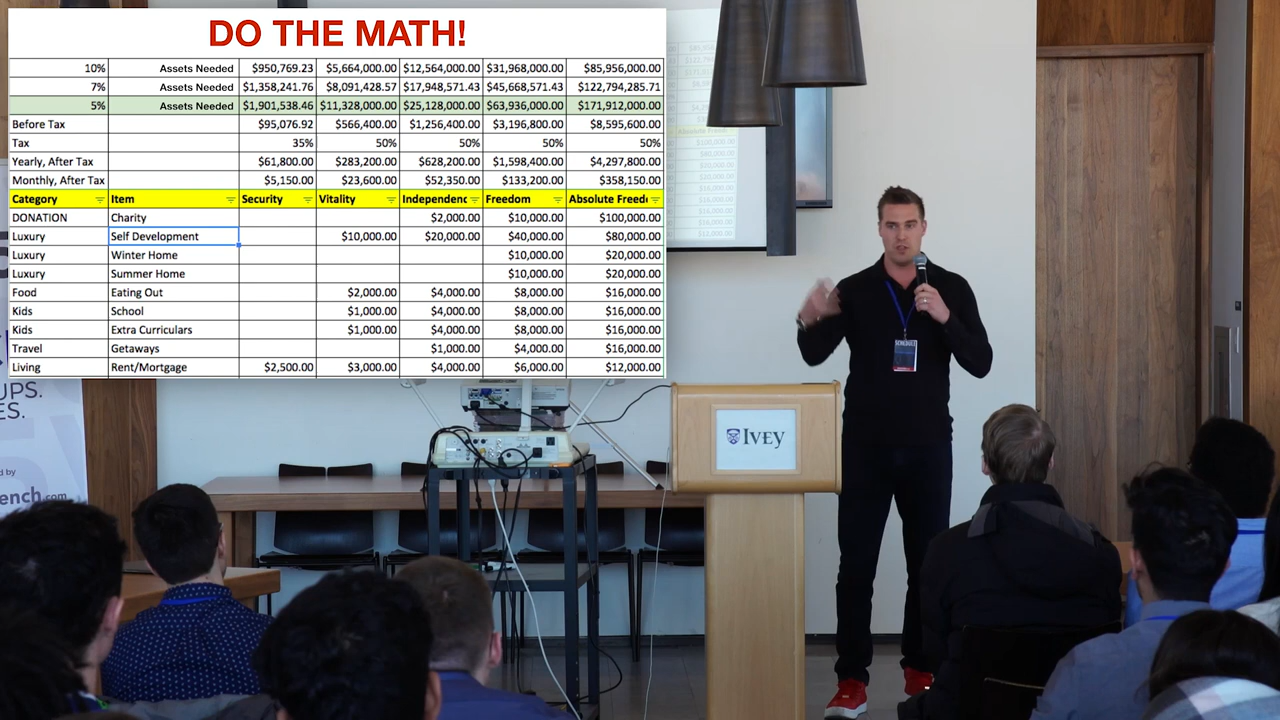 DO THE MATH!
10% Assets Needed $950,769.23 $5,664,000.00 $12,564,000.00 $31,968,000.00 $85,956,000.00
7% Assets Needed $1,358,241.76 $8,091,428.57 $17,948,571.43 $45,668,571.43 $122,794,285.71
5% Assets Needed $1,901,538.46 $11,328,000.00 $25,128,000.00 $63,936,000.00 $171,912,000.00
Before Tax $95,076.92 $566,400.00 $1,256,400.00 $3,196,800.00 $8,595,600.00
Tax 35% 50% 50% 50% 50%
Yearly, After Tax $61,800.00 $283,200.00 $628,200.00 $1,598,400.00 $4,297,800.00
Monthly, After Tax $5,150.00 $23,600.00 $52,350.00 $133,200.00 $358,150.00
Category Item Security Vitality Independenc Freedom Absolute Freed
DONATION Charity $2,000.00 $10,000.00 $100,000.00
Luxury Self Development $10,000.00 $20,000.00 $40,000.00 $80,000.00
Luxury Winter Home $10,000.00 $20,000.00
Luxury Summer Home $10,000.00 $20,000.00
Food Eating Out $2,000.00 $4,000.00 $8,000.00 $16,000.00
Kids School $1,000.00 $4,000.00 $8,000.00 $16,000.00
Kids Extra Curriculars $1,000.00 $4,000.00 $8,000.00 $16,000.00
Travel Getaways $1,000.00 $4,000.00 $16,000.00
Living Rent/Mortgage $2,500.00 $3,000.00 $4,000.00 $6,000.00 $12,000.00
UPS.
ES.
d by
ench.com
IVEY